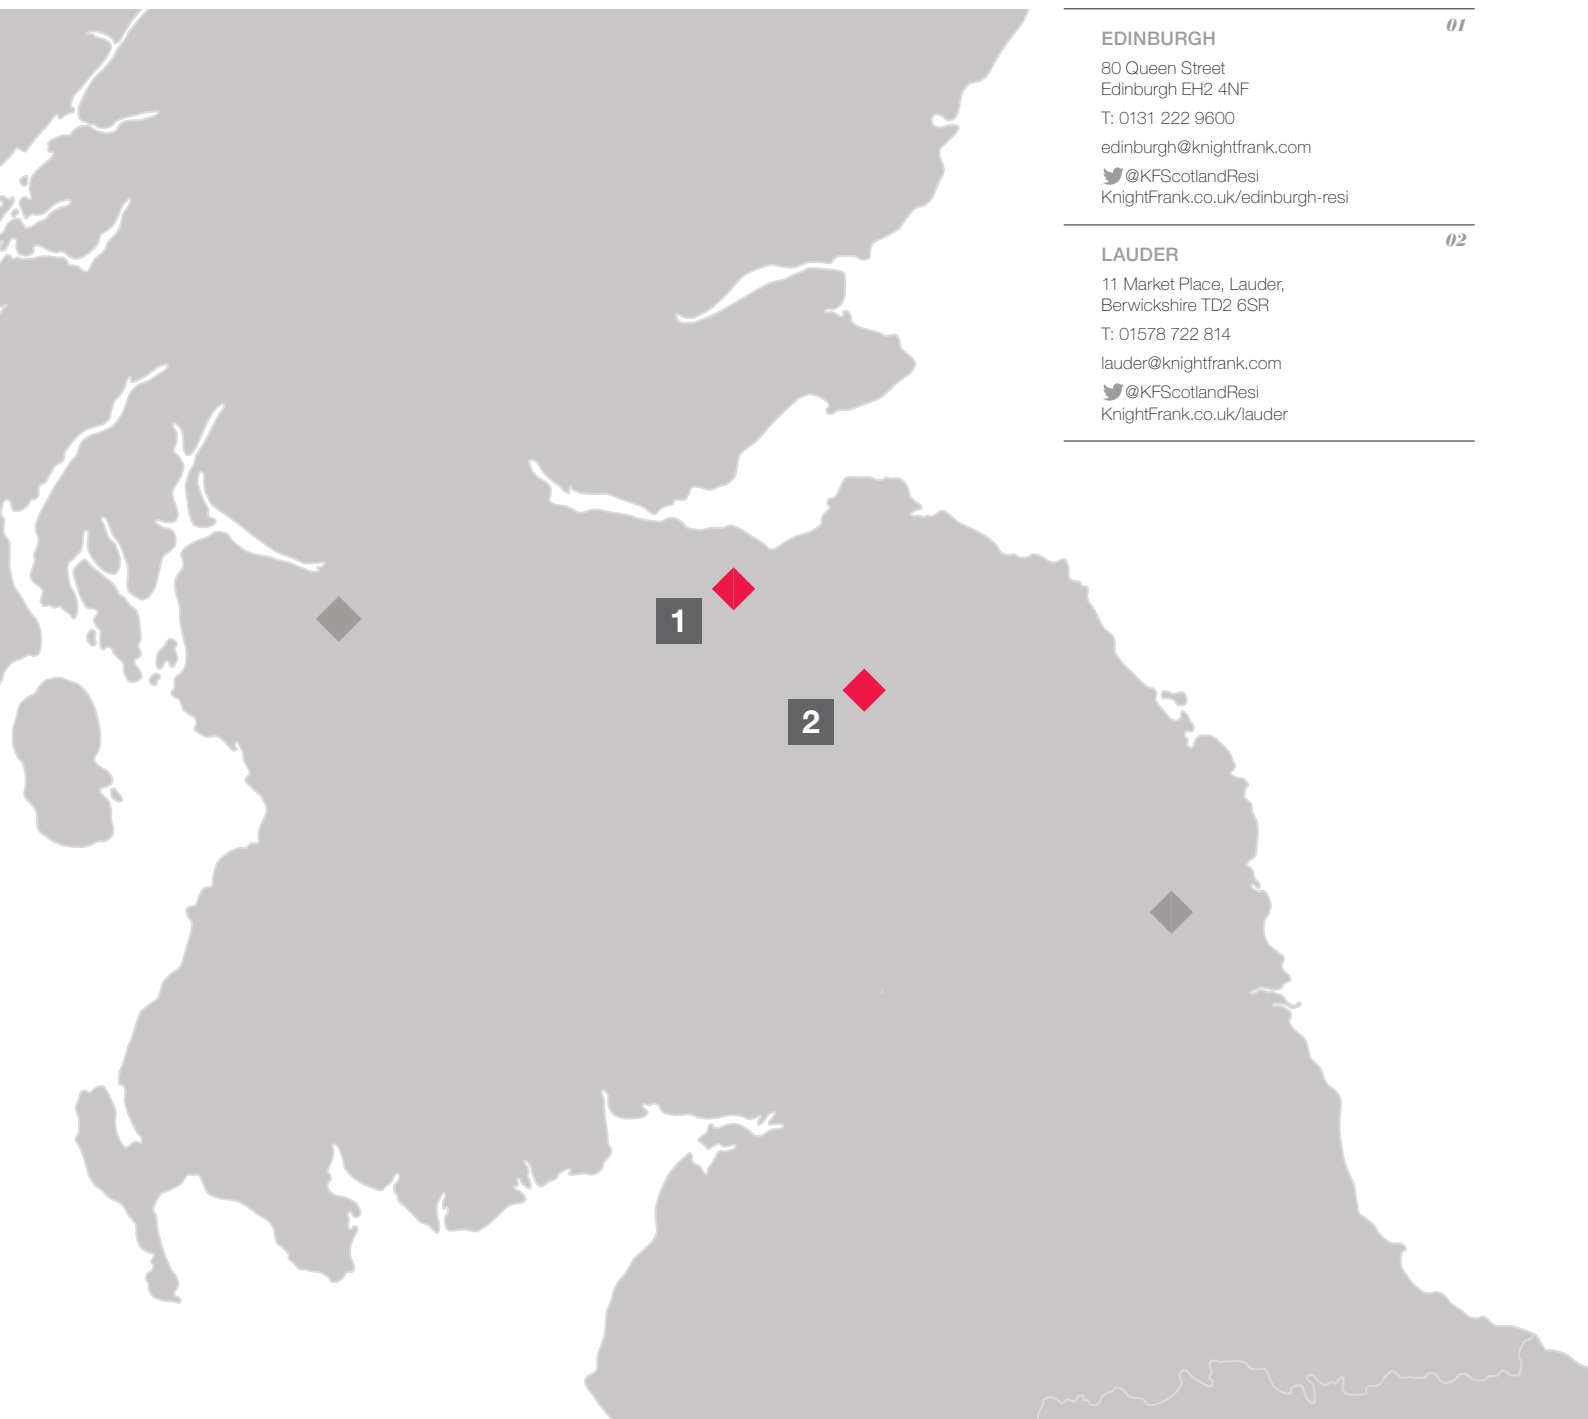 01
EDINBURGH
80 Queen Street
Edinburgh EH2 4NF
T: 0131 222 9600
edinburgh@knightfrank.com
@KFScotlandResi
KnightFrank.co.uk/edinburgh-resi
02
LAUDER
11 Market Place, Lauder,
Berwickshire TD2 6SR
T: 01578 722 814
lauder@knightfrank.com
@KFScotlandResi
KnightFrank.co.uk/lauder
1
2